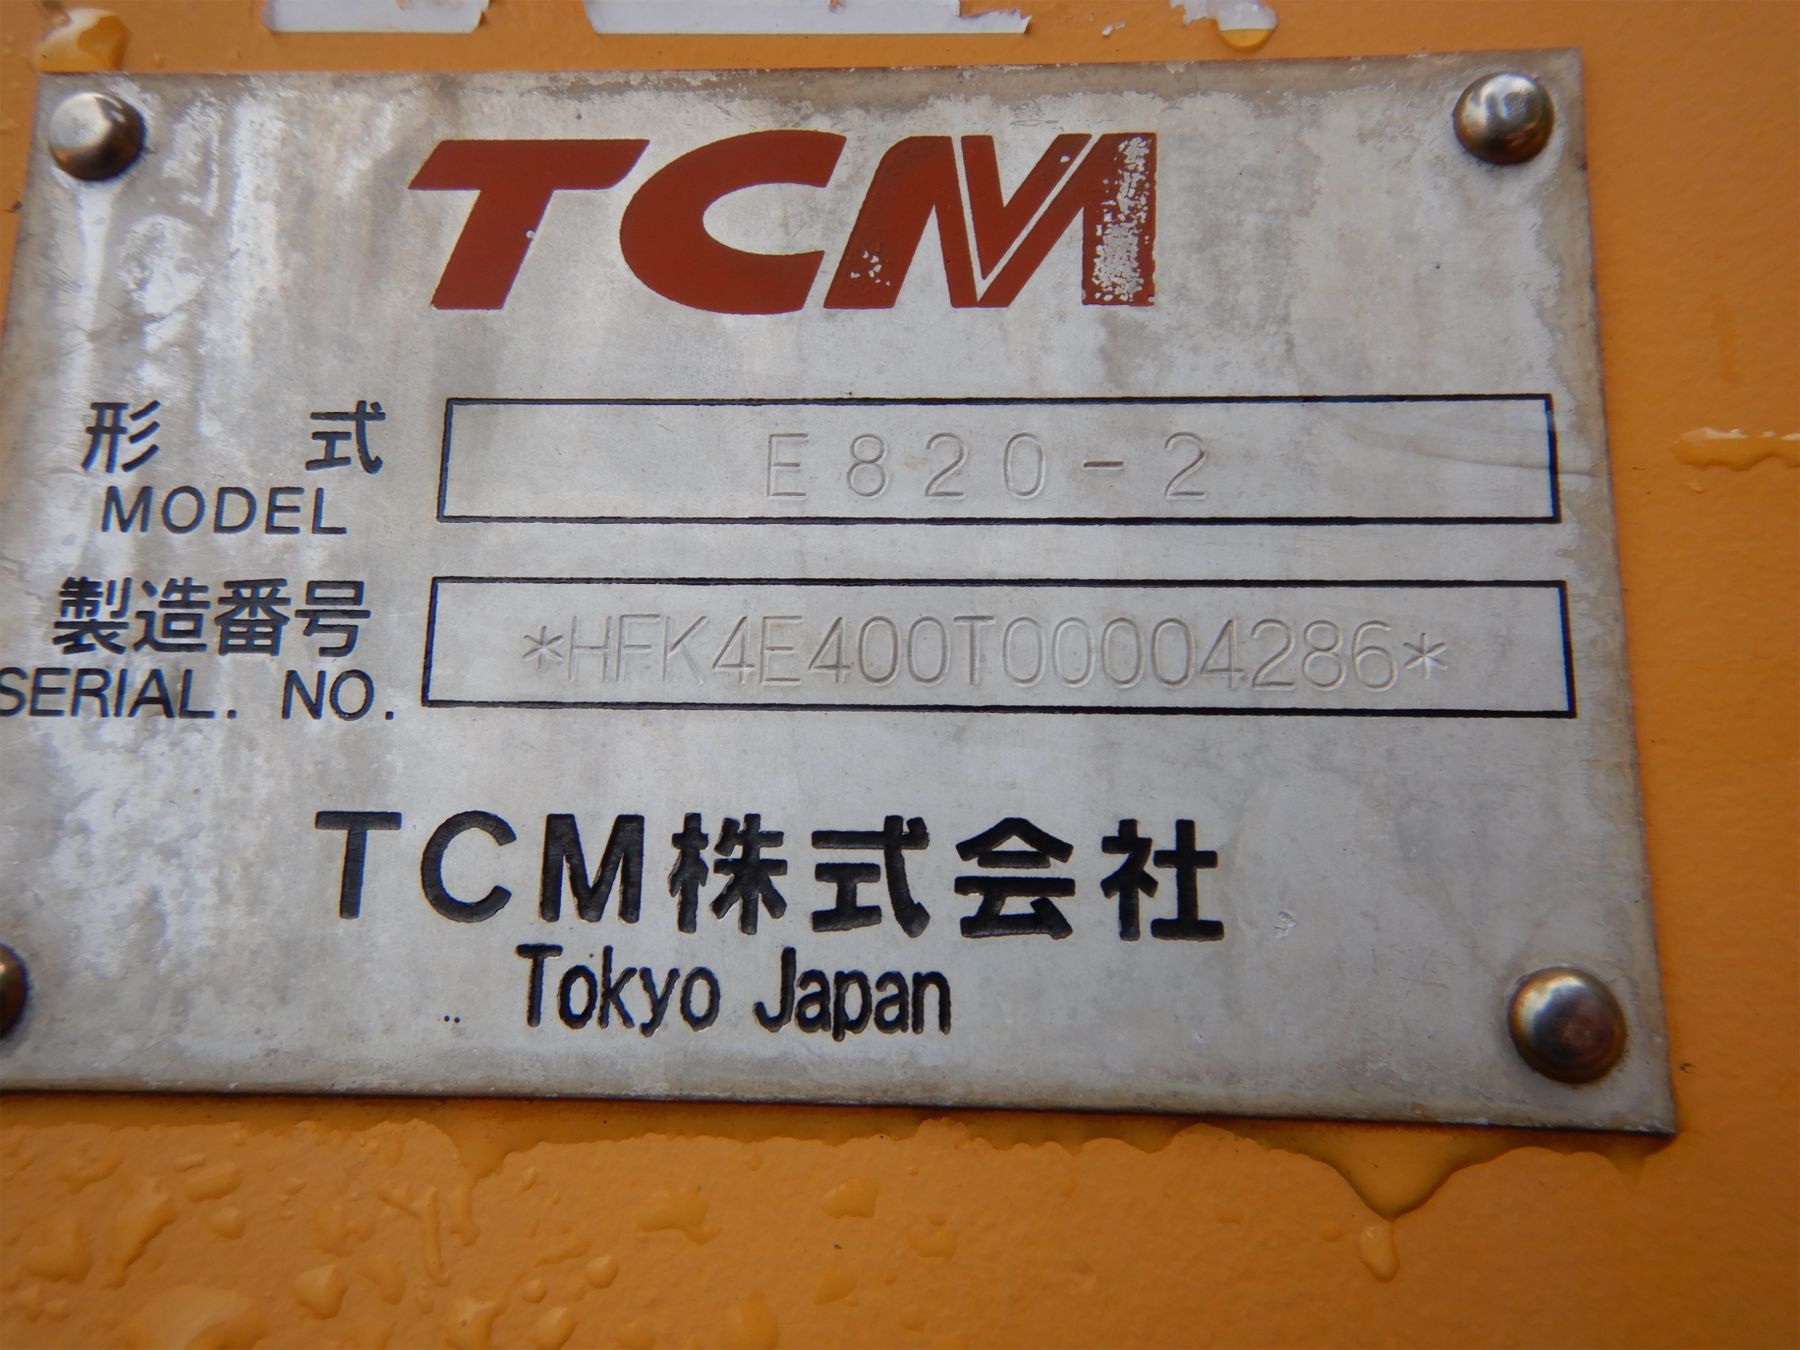 TCM
形式
MODEL
E820-2
製造番号
SERIAL. NO.
*HFK4E400T00004286*
TCM株式会社
Tokyo Japan